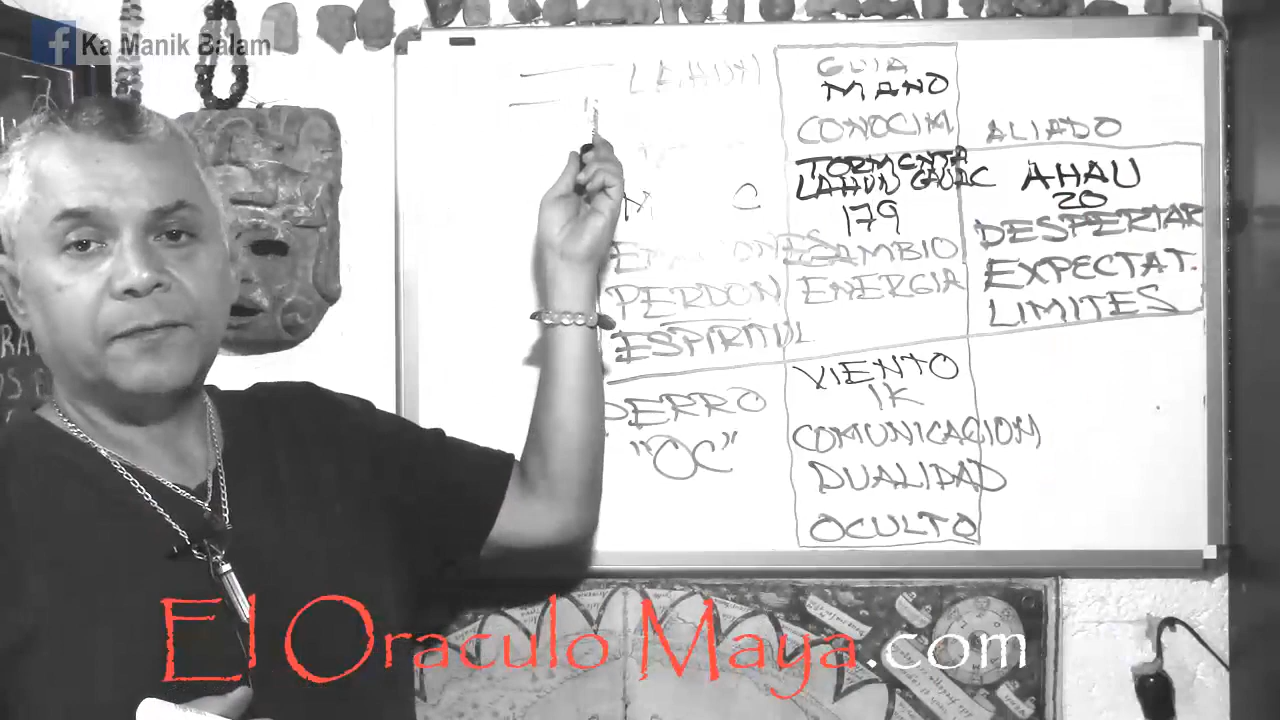 Ka Manik Balam
LAHUN
GUIA
MANO
CONOCIM
ALIADO
TORMENTA
LAHUN CAUAC
179
CAMBIO
ENERGIA
AHAU
20
DESPERTAR
EXPECTAT.
LIMITES
PERDON
ESPIRITUL
PERRO
"OC"
VIENTO
IK
COMUNICACION
DUALIDAD
OCULTO
El Oraculo Maya.com